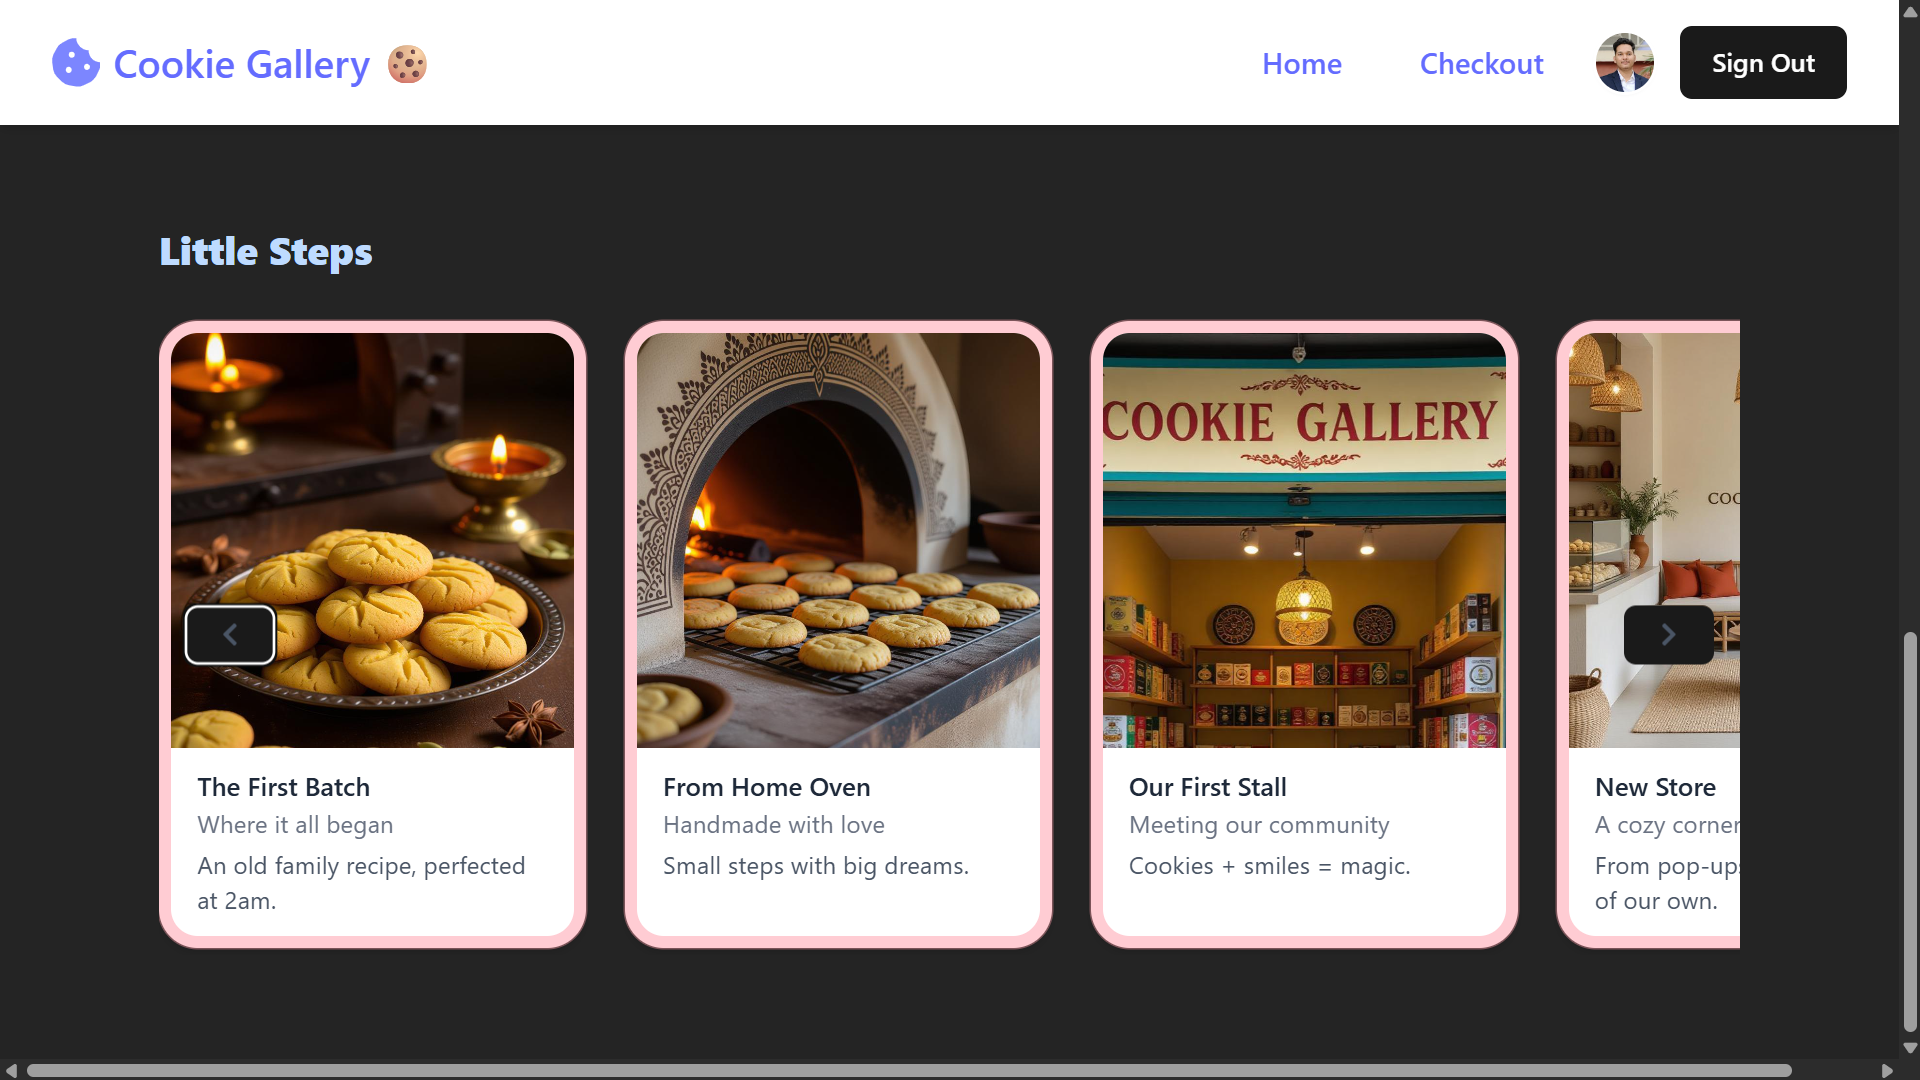 Cookie Gallery 🍪
Home
Checkout
Sign Out
Little Steps
COOKIE GALLERY
COO
The First Batch
Where it all began
An old family recipe, perfected
at 2am.
From Home Oven
Handmade with love
Small steps with big dreams.
Our First Stall
Meeting our community
Cookies + smiles = magic.
New Store
A cozy corner
From pop-ups
of our own.